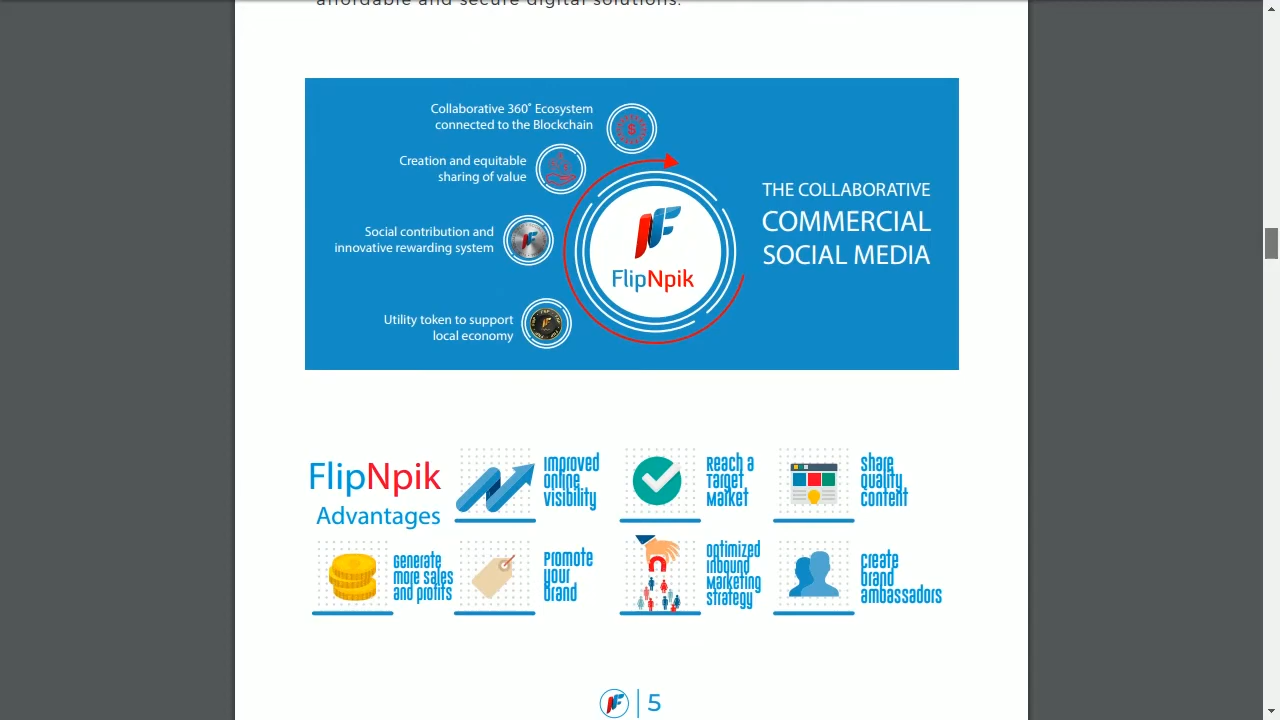 affordable and secure digital solutions.
Collaborative 360° Ecosystem
connected to the Blockchain
Creation and equitable
sharing of value
Social contribution and
innovative rewarding system
Utility token to support
local economy
FlipNpik
THE COLLABORATIVE
COMMERCIAL
SOCIAL MEDIA
FlipNpik
Advantages
improved
online
visibility
Reach a
Target
Market
share
quality
content
Generate
more sales
and profits
Promote
your
brand
optimized
inbound
marketing
strategy
create
brand
ambassadors
5